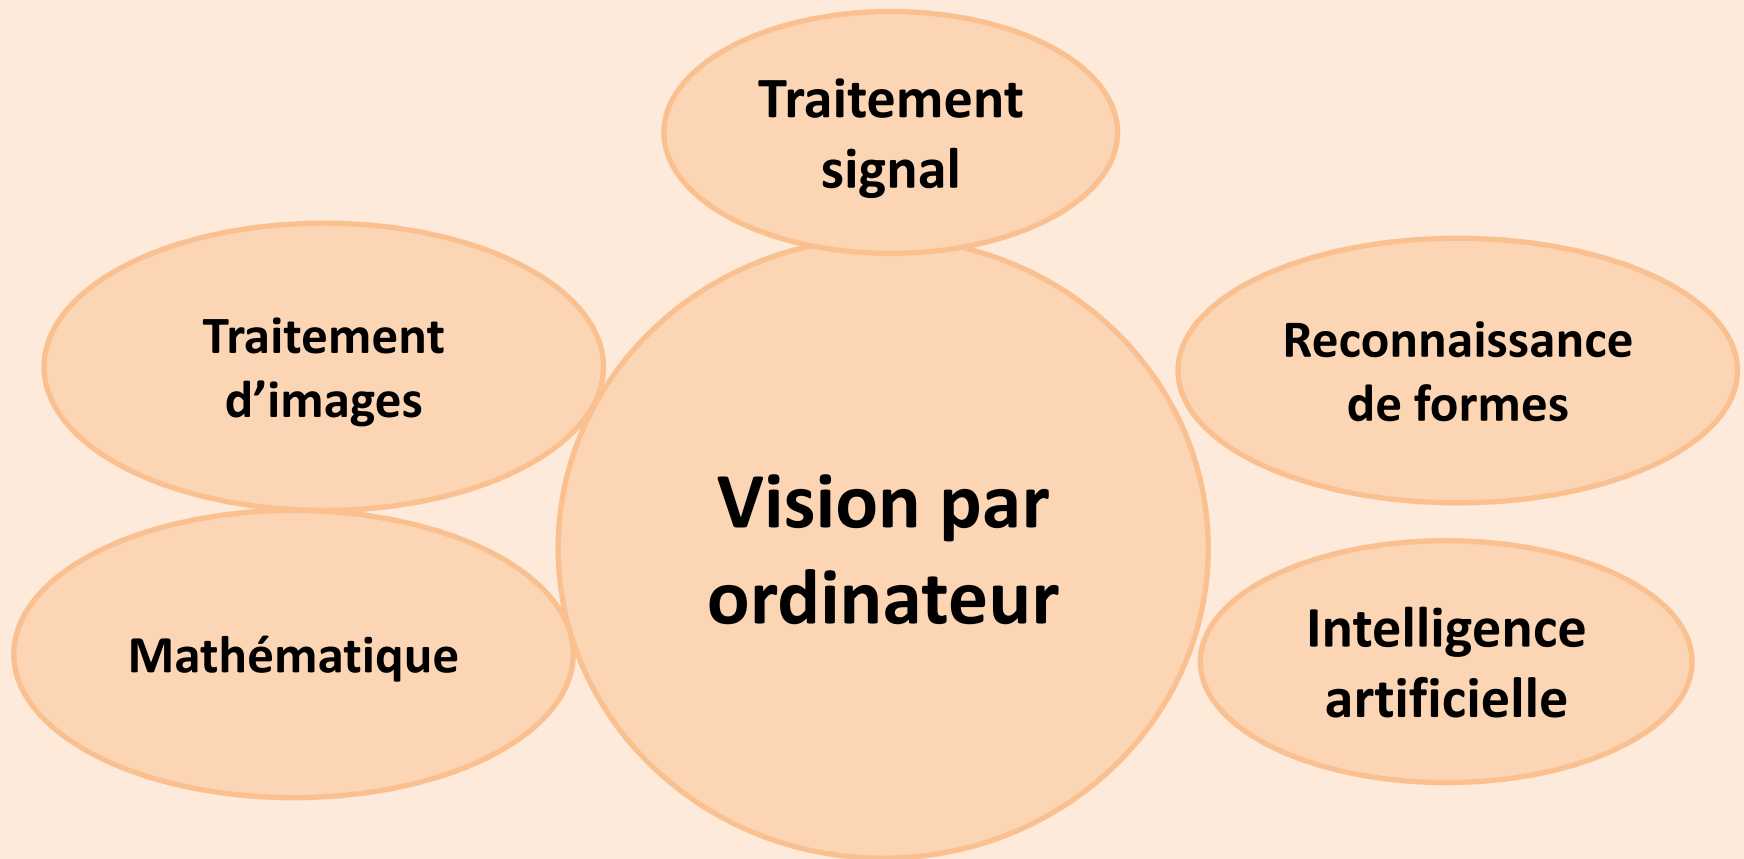 Traitement
signal
Traitement
d’images
Reconnaissance
de formes
Vision par
ordinateur
Mathématique
Intelligence
artificielle